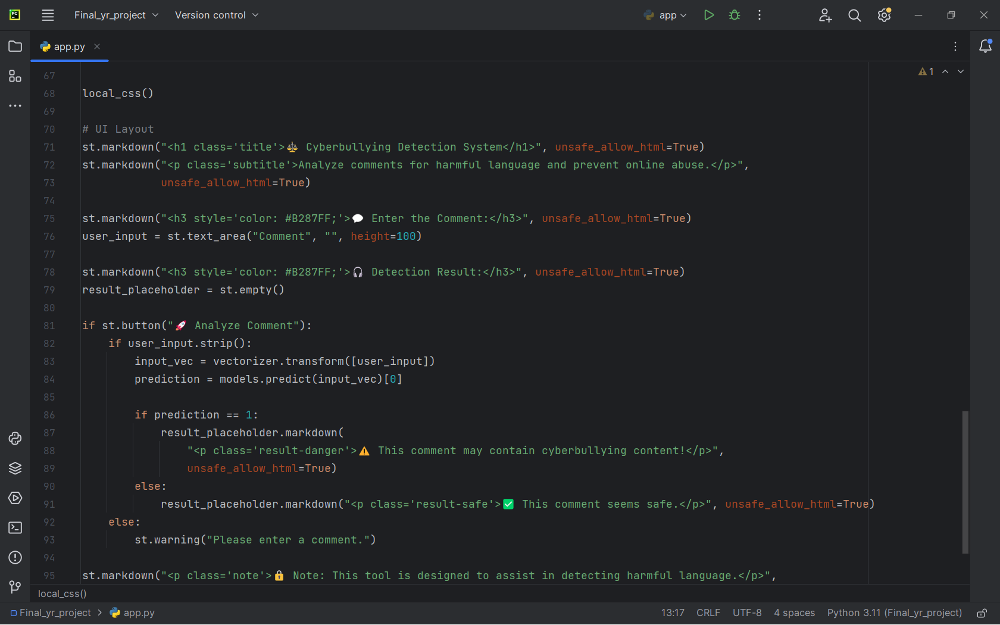 PC
Final_yr_project
Version control
app
app.py
1
67
68 local_css()
69
70 # UI Layout
71 st.markdown("<h1 class='title'>⚖️ Cyberbullying Detection System</h1>", unsafe_allow_html=True)
72 st.markdown("<p class='subtitle'>Analyze comments for harmful language and prevent online abuse.</p>",
73 unsafe_allow_html=True)
74
75 st.markdown("<h3 style='color: #B287FF;'>💬 Enter the Comment:</h3>", unsafe_allow_html=True)
76 user_input = st.text_area("Comment", "", height=100)
77
78 st.markdown("<h3 style='color: #B287FF;'>🎧 Detection Result:</h3>", unsafe_allow_html=True)
79 result_placeholder = st.empty()
80
81 if st.button("🚀 Analyze Comment"):
82 if user_input.strip():
83 input_vec = vectorizer.transform([user_input])
84 prediction = models.predict(input_vec)[0]
85
86 if prediction == 1:
87 result_placeholder.markdown(
88 "<p class='result-danger'>⚠️ This comment may contain cyberbullying content!</p>",
89 unsafe_allow_html=True)
90 else:
91 result_placeholder.markdown("<p class='result-safe'>✅ This comment seems safe.</p>", unsafe_allow_html=True)
92 else:
93 st.warning("Please enter a comment.")
94
95 st.markdown("<p class='note'>🔒 Note: This tool is designed to assist in detecting harmful language.</p>",
local_css()
Final_yr_project > app.py
13:17 CRLF UTF-8 4 spaces Python 3.11 (Final_yr_project)